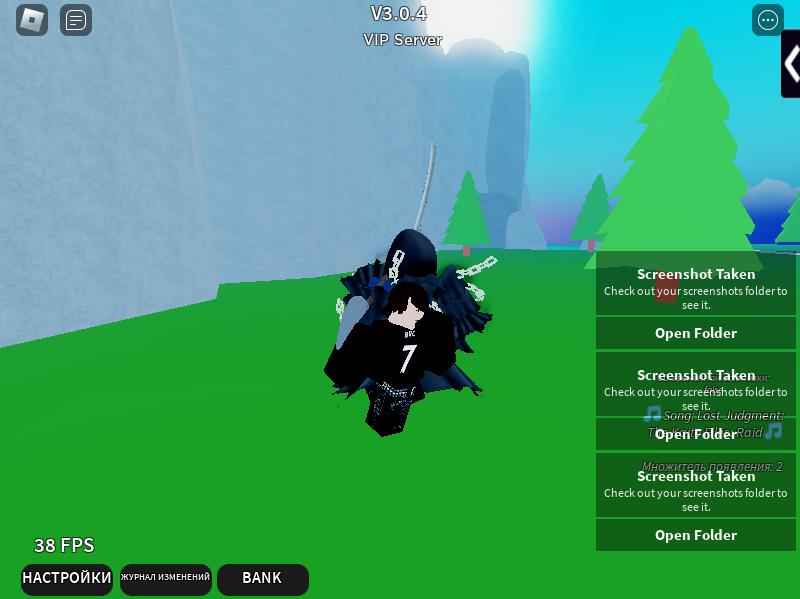 V3.0.4
VIP Server
Screenshot Taken
Check out your screenshots folder to
see it.
Open Folder
Screenshot Taken
Check out your screenshots folder to
see it.
🎵Song: Lost Judgment:
Raid🎵
Open Folder
Множитель появления: 2
Screenshot Taken
Check out your screenshots folder to
see it.
Open Folder
BRC
7
38 FPS
НАСТРОЙКИ
ЖУРНАЛ ИЗМЕНЕНИЙ
BANK